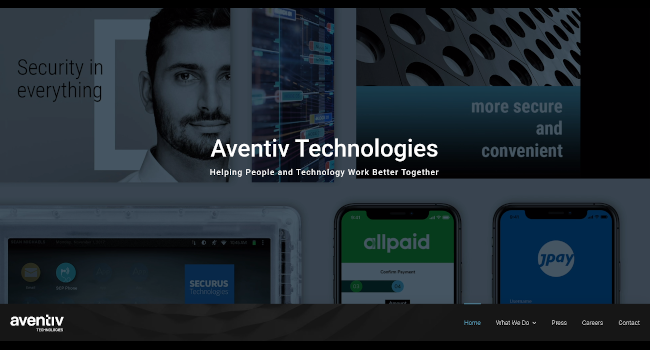 Security in
everything
more secure
and
convenient
Aventiv Technologies
Helping People and Technology Work Better Together
allpaid
Confirm Payment
jpay
SECURUS
Technologies
aventiv
TECHNOLOGIES
Home
What We Do
Press
Careers
Contact